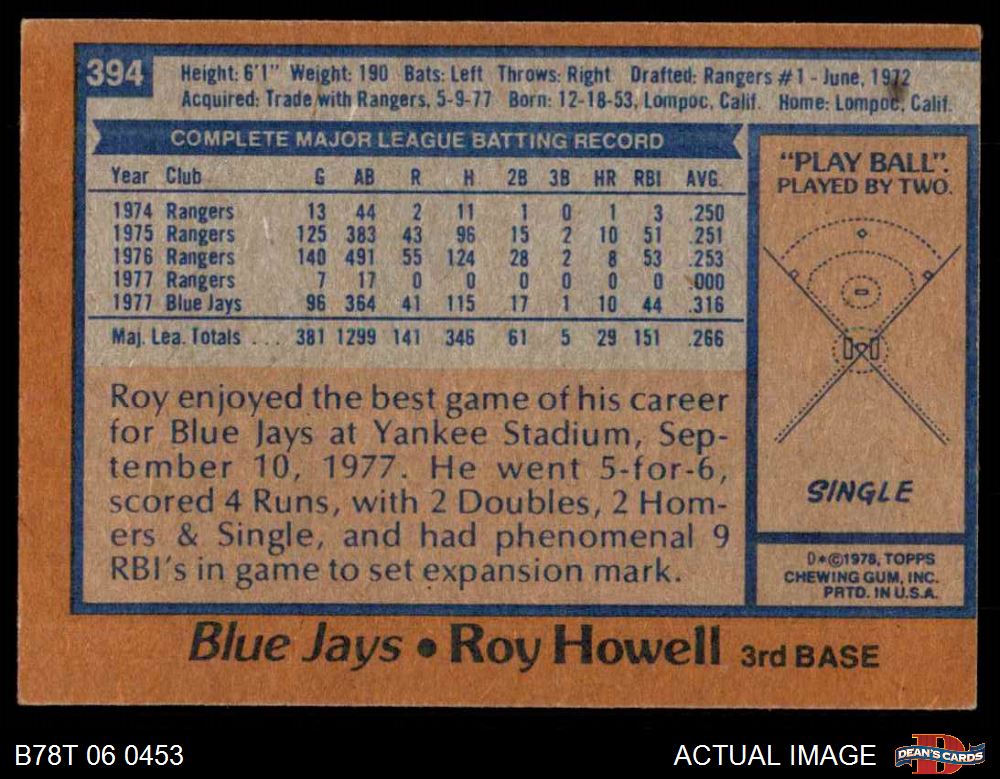 394
Height: 6'1" Weight: 190 Bats: Left Throws: Right Drafted: Rangers #1 - June, 1972
Acquired: Trade with Rangers, 5-9-77 Born: 12-18-53, Lompoc, Calif. Home: Lompoc, Calif.
COMPLETE MAJOR LEAGUE BATTING RECORD
Year Club G AB R H 2B 3B HR RBI AVG.
1974 Rangers 13 44 2 11 1 0 1 3 .250
1975 Rangers 125 383 43 96 15 2 10 51 .251
1976 Rangers 140 491 55 124 28 2 8 53 .253
1977 Rangers 7 17 0 0 0 0 0 0 .000
1977 Blue Jays 96 364 41 115 17 1 10 44 .316
Maj. Lea. Totals . . . 381 1299 141 346 61 5 29 151 .266
Roy enjoyed the best game of his career
for Blue Jays at Yankee Stadium, Sep-
tember 10, 1977. He went 5-for-6,
scored 4 Runs, with 2 Doubles, 2 Hom-
ers & Single, and had phenomenal 9
RBI's in game to set expansion mark.
"PLAY BALL".
PLAYED BY TWO.
SINGLE
D*©1978, TOPPS
CHEWING GUM, INC.
PRTD. IN U.S.A.
Blue Jays • Roy Howell 3rd BASE
B78T 06 0453
ACTUAL IMAGE
DEAN'S CARDS